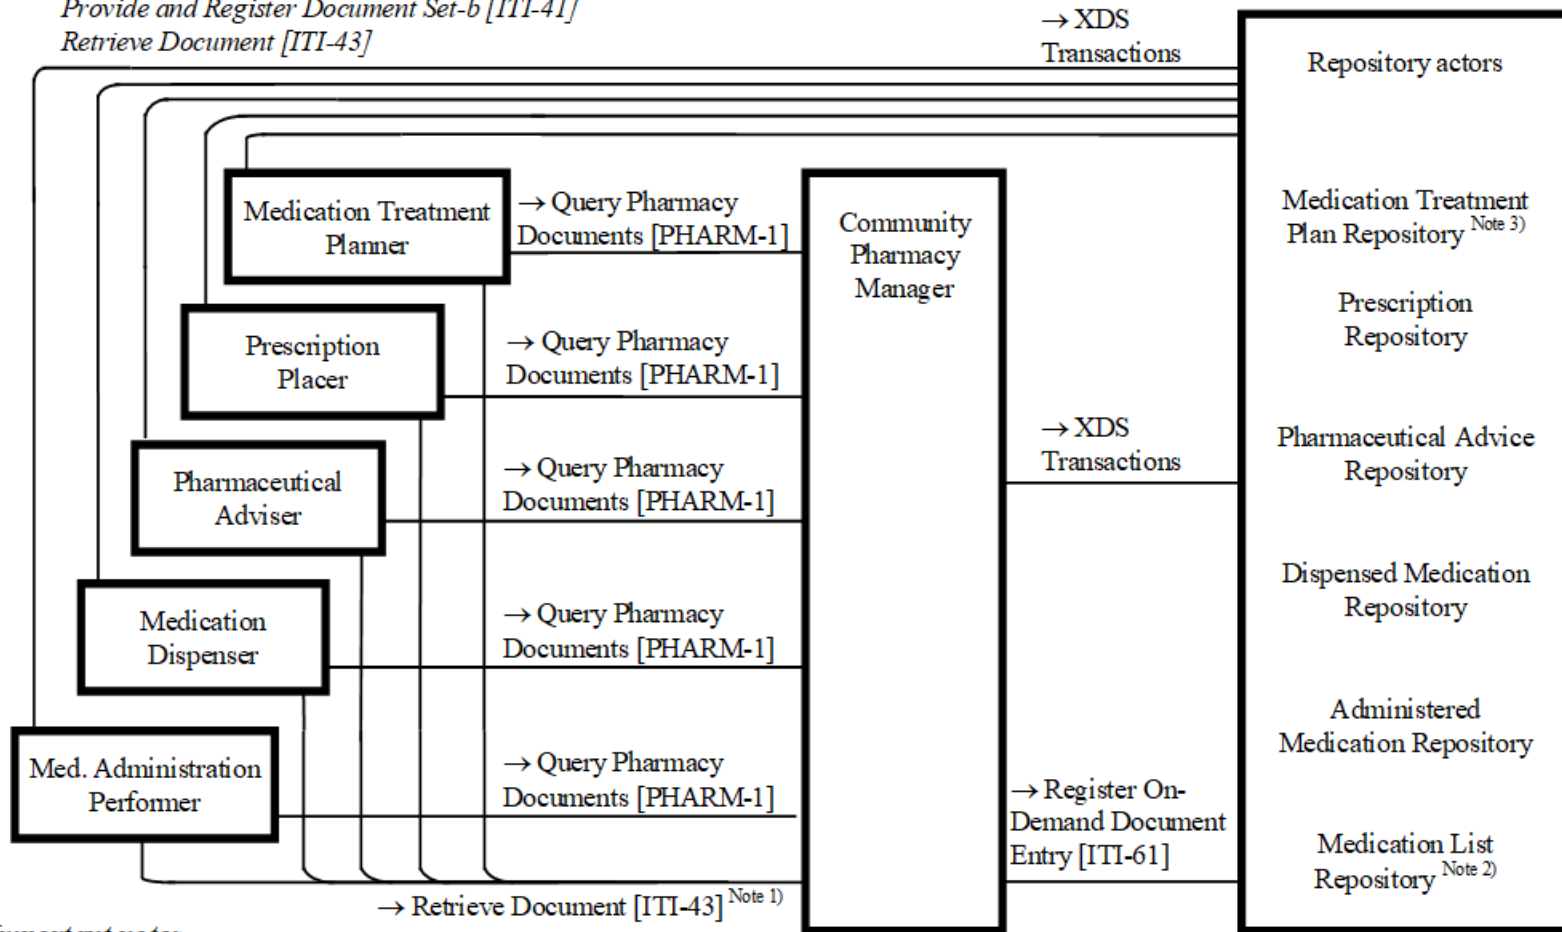 Provide and Register Document Set-b [ITI-41]
Retrieve Document [ITI-43]
→ XDS
Transactions
Repository actors
Medication Treatment
Planner
→ Query Pharmacy
Documents [PHARM-1]
Community
Pharmacy
Manager
Medication Treatment
Plan Repository Note 3)
Prescription
Placer
→ Query Pharmacy
Documents [PHARM-1]
Prescription
Repository
Pharmaceutical
Adviser
→ Query Pharmacy
Documents [PHARM-1]
→ XDS
Transactions
Pharmaceutical Advice
Repository
Medication
Dispenser
→ Query Pharmacy
Documents [PHARM-1]
Dispensed Medication
Repository
Med. Administration
Performer
→ Query Pharmacy
Documents [PHARM-1]
Administered
Medication Repository
→ Register On-
Demand Document
Entry [ITI-61]
Medication List
Repository Note 2)
→ Retrieve Document [ITI-43] Note 1)